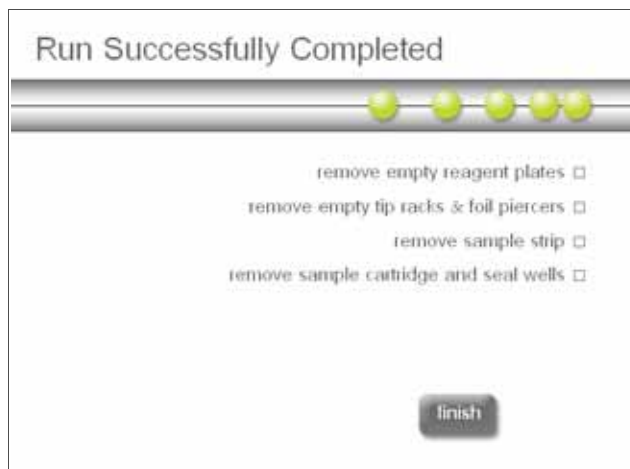 Run Successfully Completed
remove empty reagent plates
remove empty tip racks & foil piercers
remove sample strip
remove sample cartridge and seal wells
finish